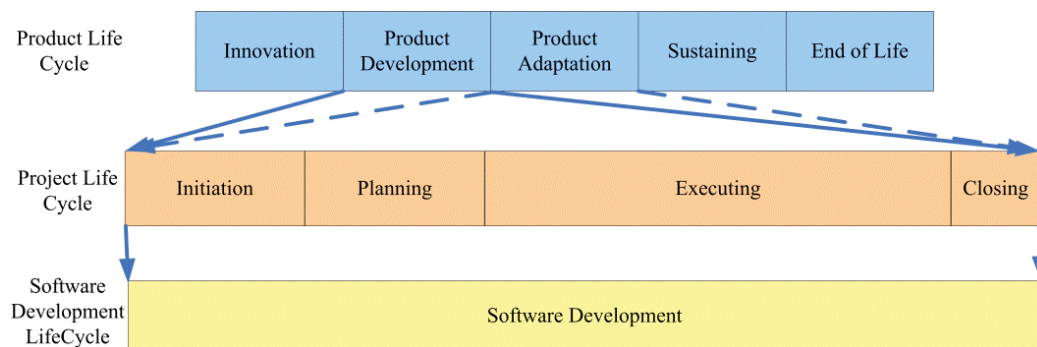 Product Life
Cycle
Innovation
Product
Development
Product
Adaptation
Sustaining
End of Life
Project Life
Cycle
Initiation
Planning
Executing
Closing
Software
Development
LifeCycle
Software Development